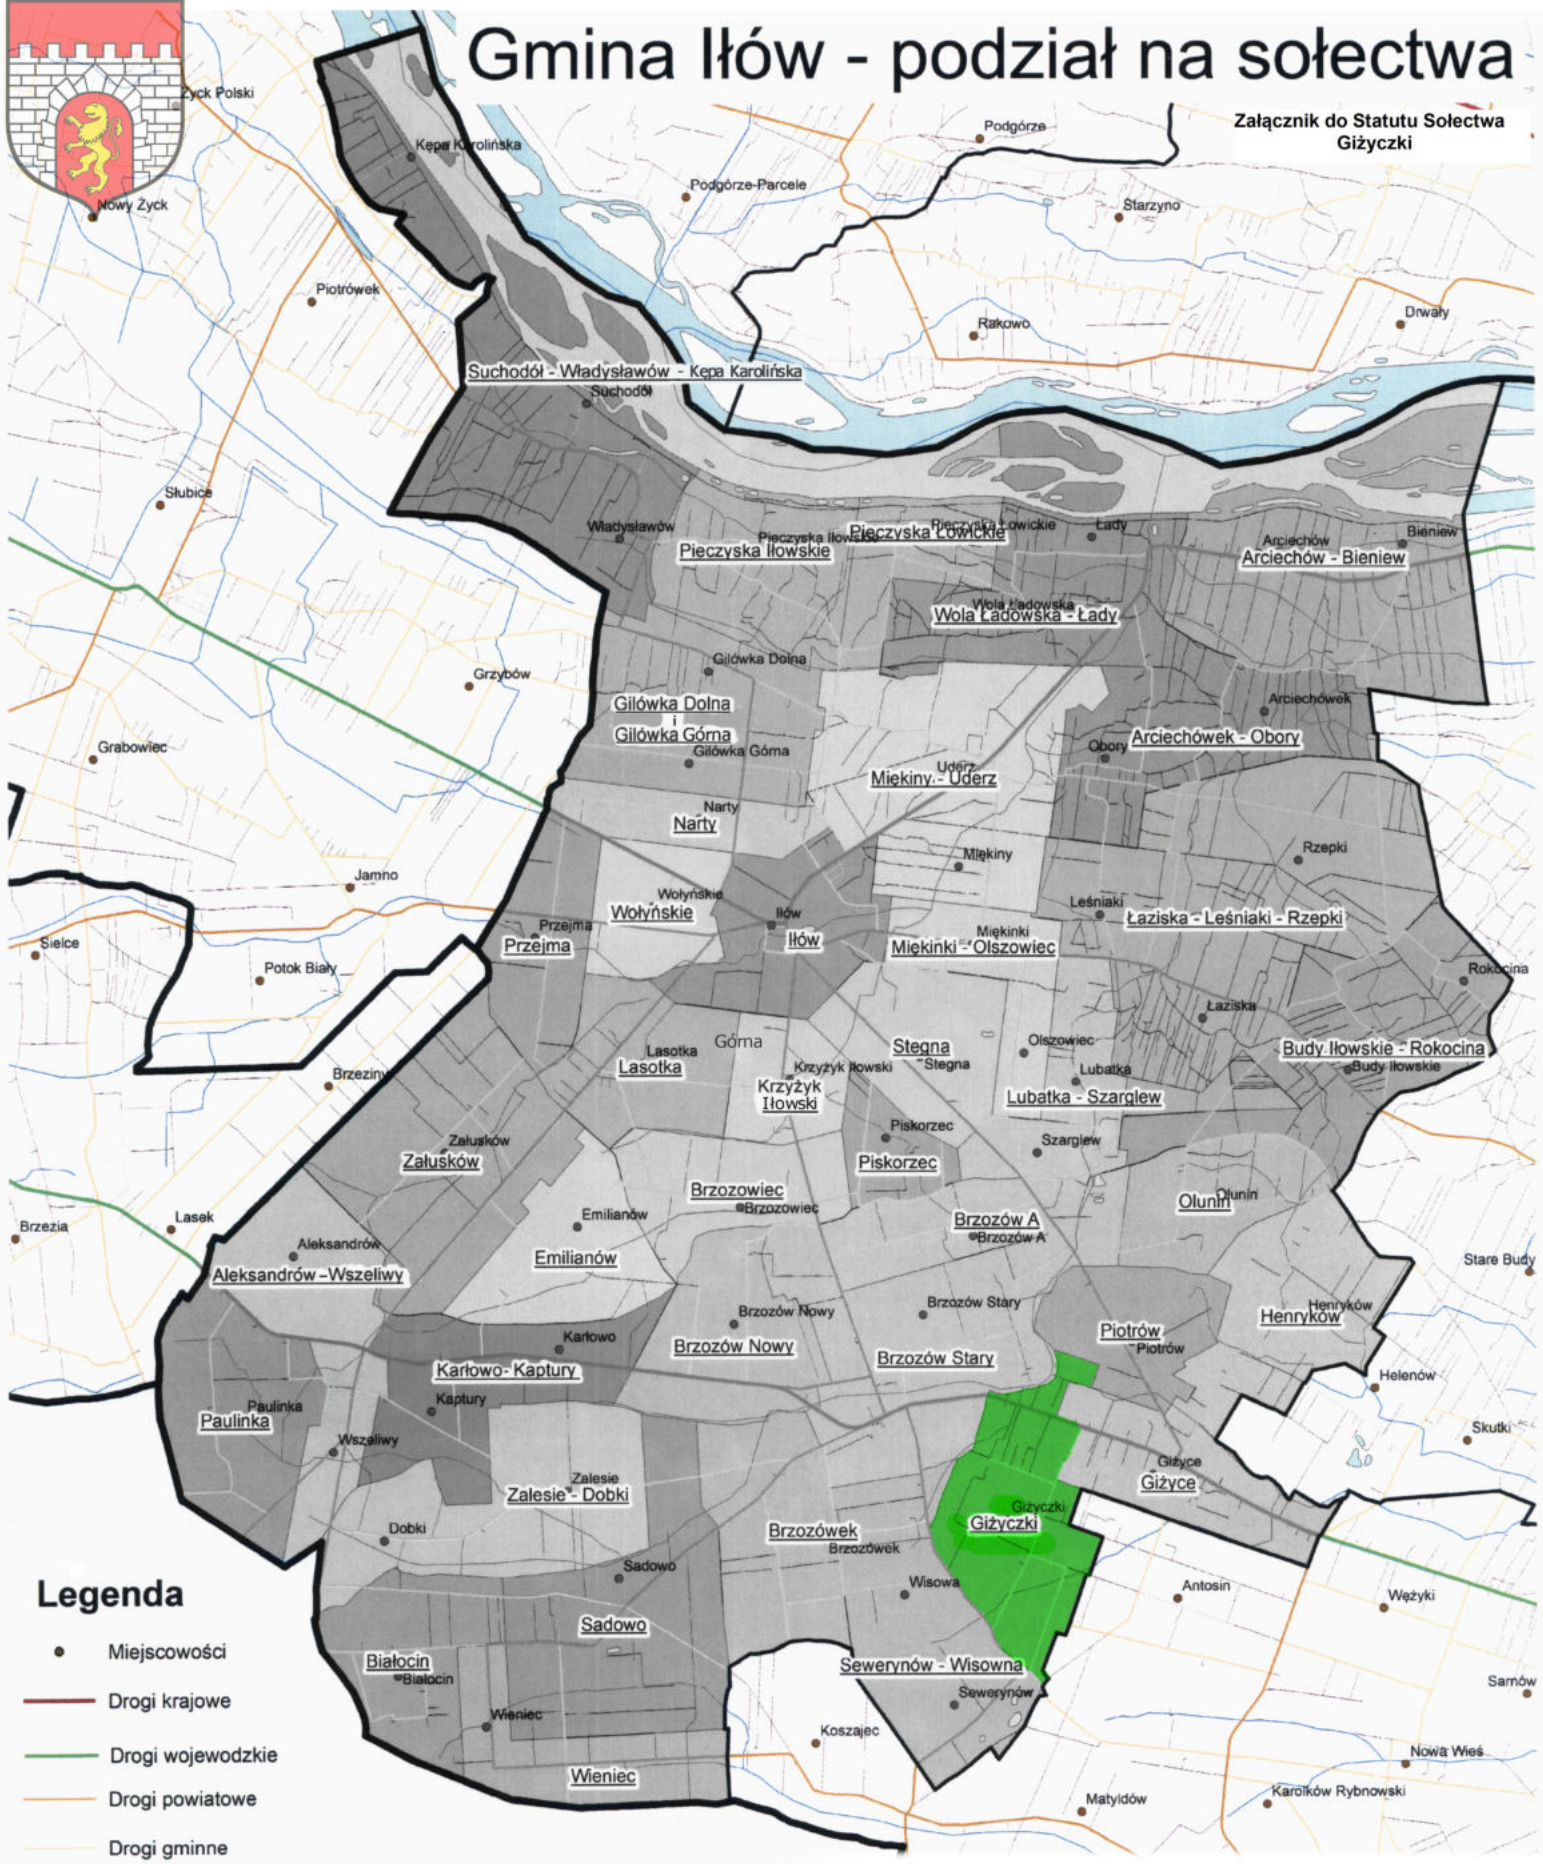 Gmina Iłów - podział na sołectwa
Załącznik do Statutu Sołectwa
Giżyczki
Życk Polski
Nowy Życk
Kępa Karolińska
Podgórze
Podgórze-Parcele
Starzyno
Piotrówek
Rakowo
Drwały
Suchodół - Władysławów - Kępa Karolińska
Suchodół
Słubice
Władysławów
Pieczyska Iłowskie
Pieczyska Iłowskie
Pieczyska Łowickie
Pieczyska Łowickie
Łady
Arciechów
Bieniew
Arciechów - Bieniew
Wola Ładowska
Wola Ładowska - Łady
Gilówka Dolna
Grzybów
Gilówka Dolna
i
Gilówka Górna
Gilówka Górna
Arciechówek
Arciechówek - Obory
Obory
Grabowiec
Uderz
Miękiny - Uderz
Narty
Narty
Miękiny
Rzepki
Jamno
Wołyńskie
Wołyńskie
Iłów
Iłów
Leśniaki
Łaziska - Leśniaki - Rzepki
Przejma
Przejma
Miękinki
Miękinki - Olszowiec
Sielce
Potok Biały
Rokocina
Łaziska
Górna
Lasotka
Lasotka
Stegna
Stegna
Olszowiec
Budy Iłowskie - Rokocina
Budy Iłowskie
Krzyżyk Iłowski
Krzyżyk
Iłowski
Lubatka
Lubatka - Szarglew
Brzeziny
Załusków
Załusków
Piskorzec
Piskorzec
Szarglew
Brzozowiec
Brzozowiec
Olunin
Olunin
Emilianów
Emilianów
Brzozów A
Brzozów A
Brzezia
Lasek
Aleksandrów
Aleksandrów - Wszeliwy
Stare Budy
Brzozów Nowy
Brzozów Nowy
Brzozów Stary
Brzozów Stary
Henryków
Henryków
Piotrów
Piotrów
Karłowo
Karłowo - Kaptury
Kaptury
Helenów
Paulinka
Paulinka
Skutki
Wszeliwy
Giżyce
Giżyce
Zalesie
Zalesie - Dobki
Giżyczki
Giżyczki
Dobki
Brzozówek
Brzozówek
Sadowo
Wisowa
Antosin
Wężyki
Sadowo
Białocin
Białocin
Sewerynów - Wisowna
Sewerynów
Sarnów
Wieniec
Koszajec
Nowa Wieś
Wieniec
Matyldów
Karolków Rybnowski
Legenda
Miejscowości
Drogi krajowe
Drogi wojewodzkie
Drogi powiatowe
Drogi gminne